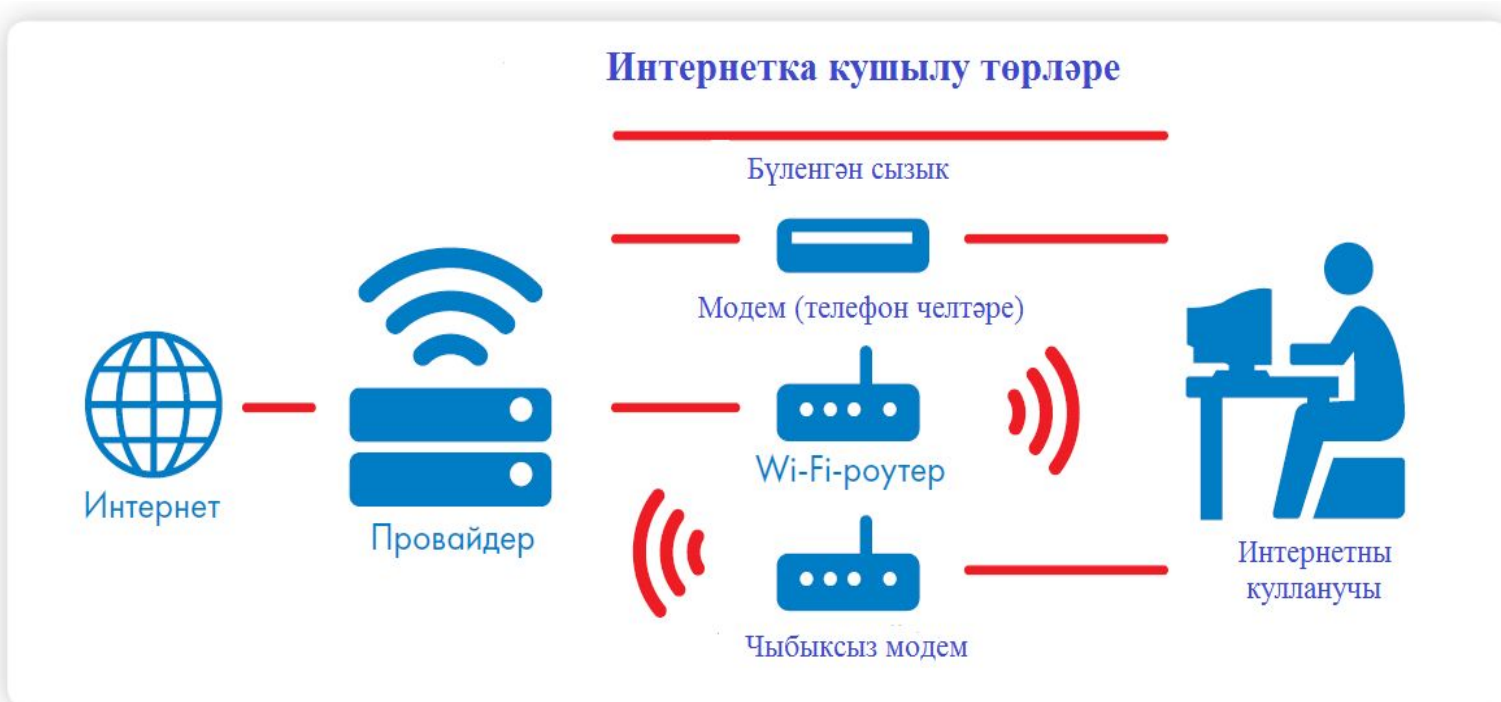 Интернетка кушылу төрләре
Бүленгән сызык
Модем (телефон челтәре)
Wi-Fi-роутер
Интернет
Провайдер
Интернетны
кулланучы
Чыбыксыз модем